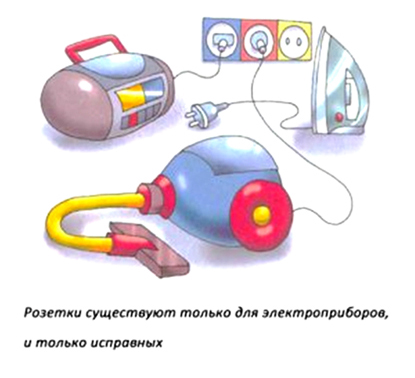 Розетки существуют только для электроприборов,
и только исправных